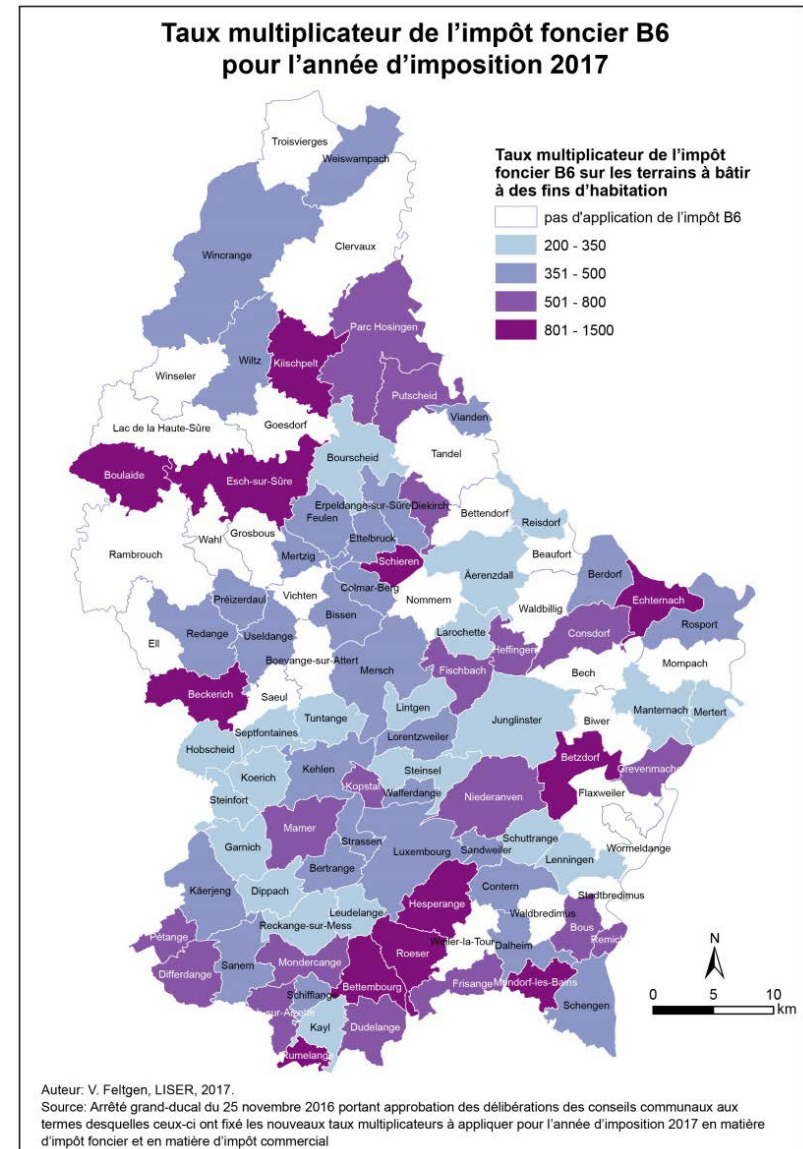 Taux multiplicateur de l'impôt foncier B6
pour l'année d'imposition 2017
Taux multiplicateur de l'impôt
foncier B6 sur les terrains à bâtir
à des fins d'habitation
pas d'application de l'impôt B6
200 - 350
351 - 500
501 - 800
801 - 1500
Troisvierges
Weiswampach
Clervaux
Wincrange
Parc Hosingen
Kiischpelt
Wiltz
Winseler
Putscheid
Lac de la Haute-Sûre
Goesdorf
Vianden
Tandel
Bourscheid
Boulaide
Esch-sur-Sûre
Erpeldange-sur-Sûre
Diekirch
Feulen
Bettendorf
Reisdorf
Grosbous
Wahl
Ettelbruck
Rambrouch
Mertzig
Schieren
Beaufort
Äerenzdall
Berdorf
Colmar-Berg
Vichten
Nommern
Echternach
Préizerdaul
Bissen
Waldbillig
Rosport
Redange
Useldange
Larochette
Consdorf
Ell
Heffingen
Boevange-sur-Attert
Mersch
Fischbach
Bech
Mompach
Beckerich
Saeul
Lintgen
Manternach
Mertert
Tuntange
Junglinster
Biwer
Septfontaines
Lorentzweiler
Hobscheid
Betzdorf
Kehlen
Steinsel
Grevenmacher
Koerich
Kopstal
Walferdange
Niederanven
Flaxweiler
Steinfort
Mamer
Strassen
Schuttrange
Wormeldange
Garnich
Luxembourg
Sandweiler
Lenningen
Bertrange
Contern
Stadtbredimus
Käerjeng
Dippach
Hesperange
Waldbredimus
Leudelange
Reckange-sur-Mess
Bous
Remich
Pétange
Roeser
Weiler-la-Tour
Dalheim
Mondercange
Differdange
Sanem
Bettembourg
Frisange
Mondorf-les-Bains
Schifflange
Schengen
Kayl
Dudelange
Rumelange
N
0 5 10
km
Auteur: V. Feltgen, LISER, 2017.
Source: Arrêté grand-ducal du 25 novembre 2016 portant approbation des délibérations des conseils communaux aux
termes desquelles ceux-ci ont fixé les nouveaux taux multiplicateurs à appliquer pour l'année d'imposition 2017 en matière
d'impôt foncier et en matière d'impôt commercial